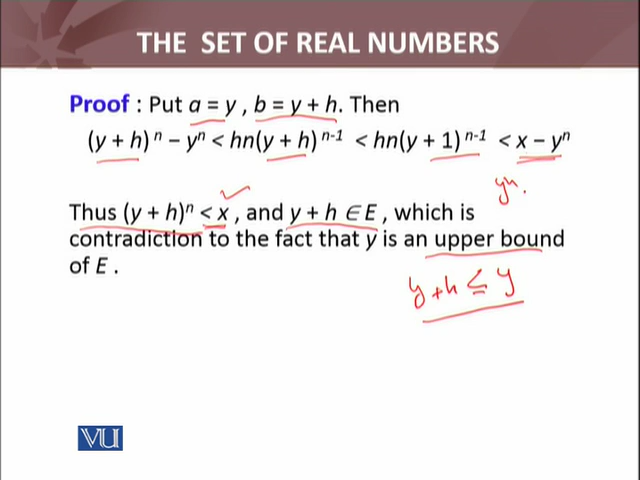 THE SET OF REAL NUMBERS
Proof : Put a = y , b = y + h. Then
(y + h) ⁿ − yⁿ < hn(y + h) ⁿ⁻¹ < hn(y + 1) ⁿ⁻¹ < x − yⁿ
yⁿ.
Thus (y + h)ⁿ < x , and y + h ∈ E , which is
contradiction to the fact that y is an upper bound
of E .
y + h ≤ y
VU